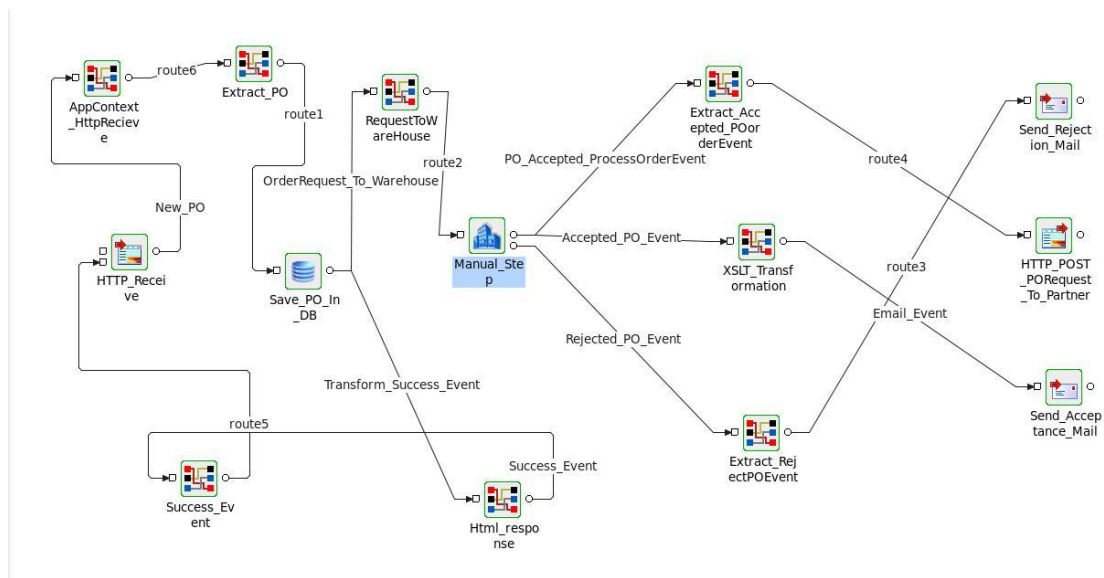 route6
Extract_PO
AppContext
_HttpRecieve
e
route1
RequestToW
areHouse
route2
OrderRequest_To_Warehouse
New_PO
HTTP_Recei
ve
Save_PO_In
_DB
Manual_Ste
p
Extract_Acc
epted_POor
derEvent
PO_Accepted_ProcessOrderEvent
route4
Send_Reject
ion_Mail
Accepted_PO_Event
XSLT_Transf
ormation
route3
HTTP_POST
_PORequest
_To_Partner
Rejected_PO_Event
Email_Event
Transform_Success_Event
Send_Accep
tance_Mail
route5
Success_Event
Extract_Rej
ectPOEvent
Success_Ev
ent
Html_respo
nse